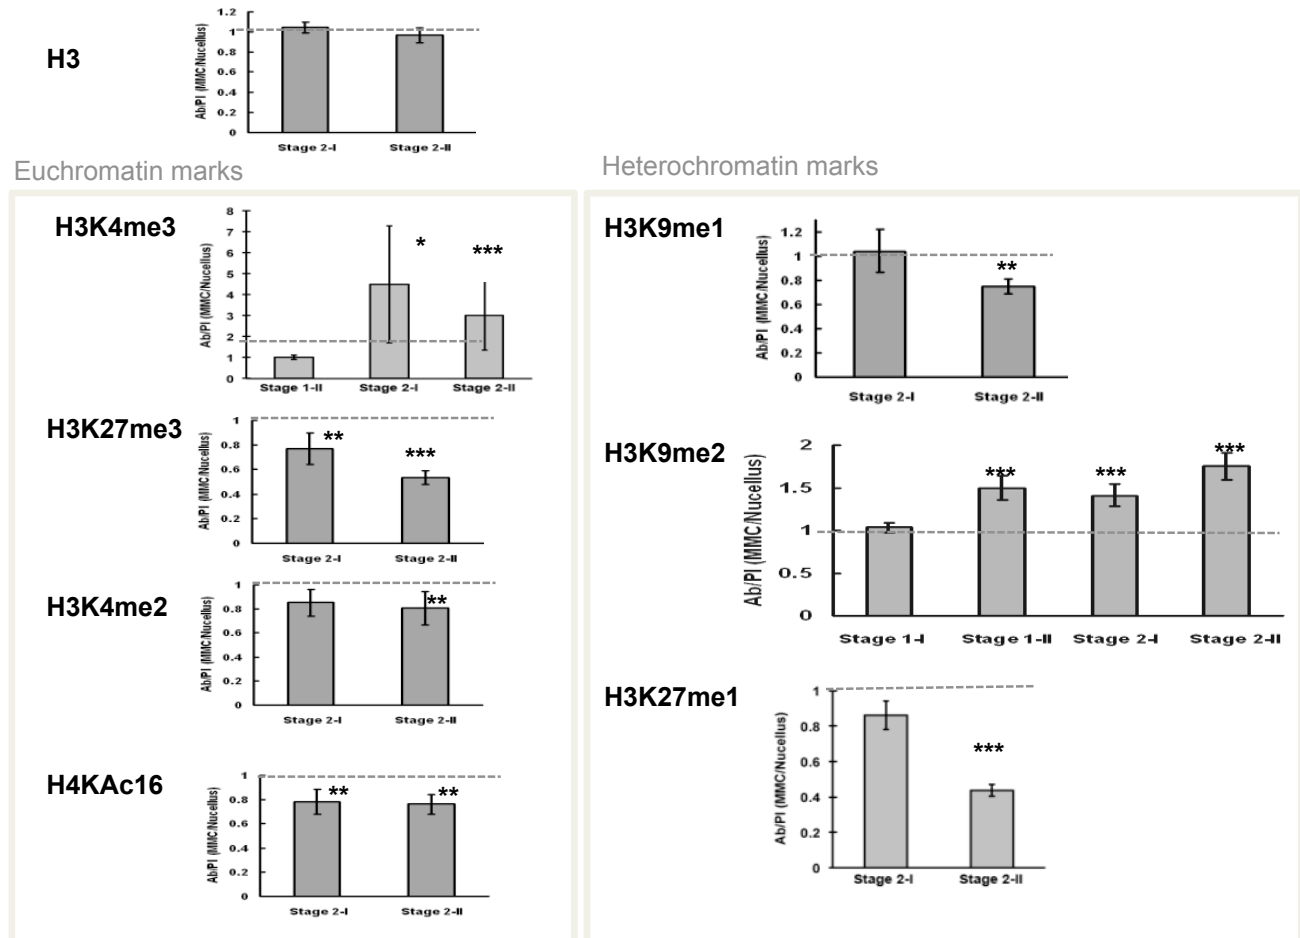 H3
Ab/PI (MMC/Nucellus)
1.2
1
0.8
0.6
0.4
0.2
0
Stage 2-I Stage 2-II
Euchromatin marks
Heterochromatin marks
H3K4me3
Ab/PI (MMC/Nucellus)
8
7
6
5
4
3
2
1
0
* ***
Stage 1-II Stage 2-I Stage 2-II
H3K27me3
Ab/PI (MMC/Nucellus)
1
0.8
0.6
0.4
0.2
0
** ***
Stage 2-I Stage 2-II
H3K4me2
Ab/PI (MMC/Nucellus)
1
0.8
0.6
0.4
0.2
0
**
Stage 2-I Stage 2-II
H4KAc16
Ab/PI (MMC/Nucellus)
1
0.8
0.6
0.4
0.2
0
** **
Stage 2-I Stage 2-II
H3K9me1
Ab/PI (MMC/Nucellus)
1.2
1
0.8
0.6
0.4
0.2
0
**
Stage 2-I Stage 2-II
H3K9me2
Ab/PI (MMC/Nucellus)
2
1.5
1
0.5
0
*** *** ***
Stage 1-I Stage 1-II Stage 2-I Stage 2-II
H3K27me1
Ab/PI (MMC/Nucellus)
1
0.8
0.6
0.4
0.2
0
***
Stage 2-I Stage 2-II